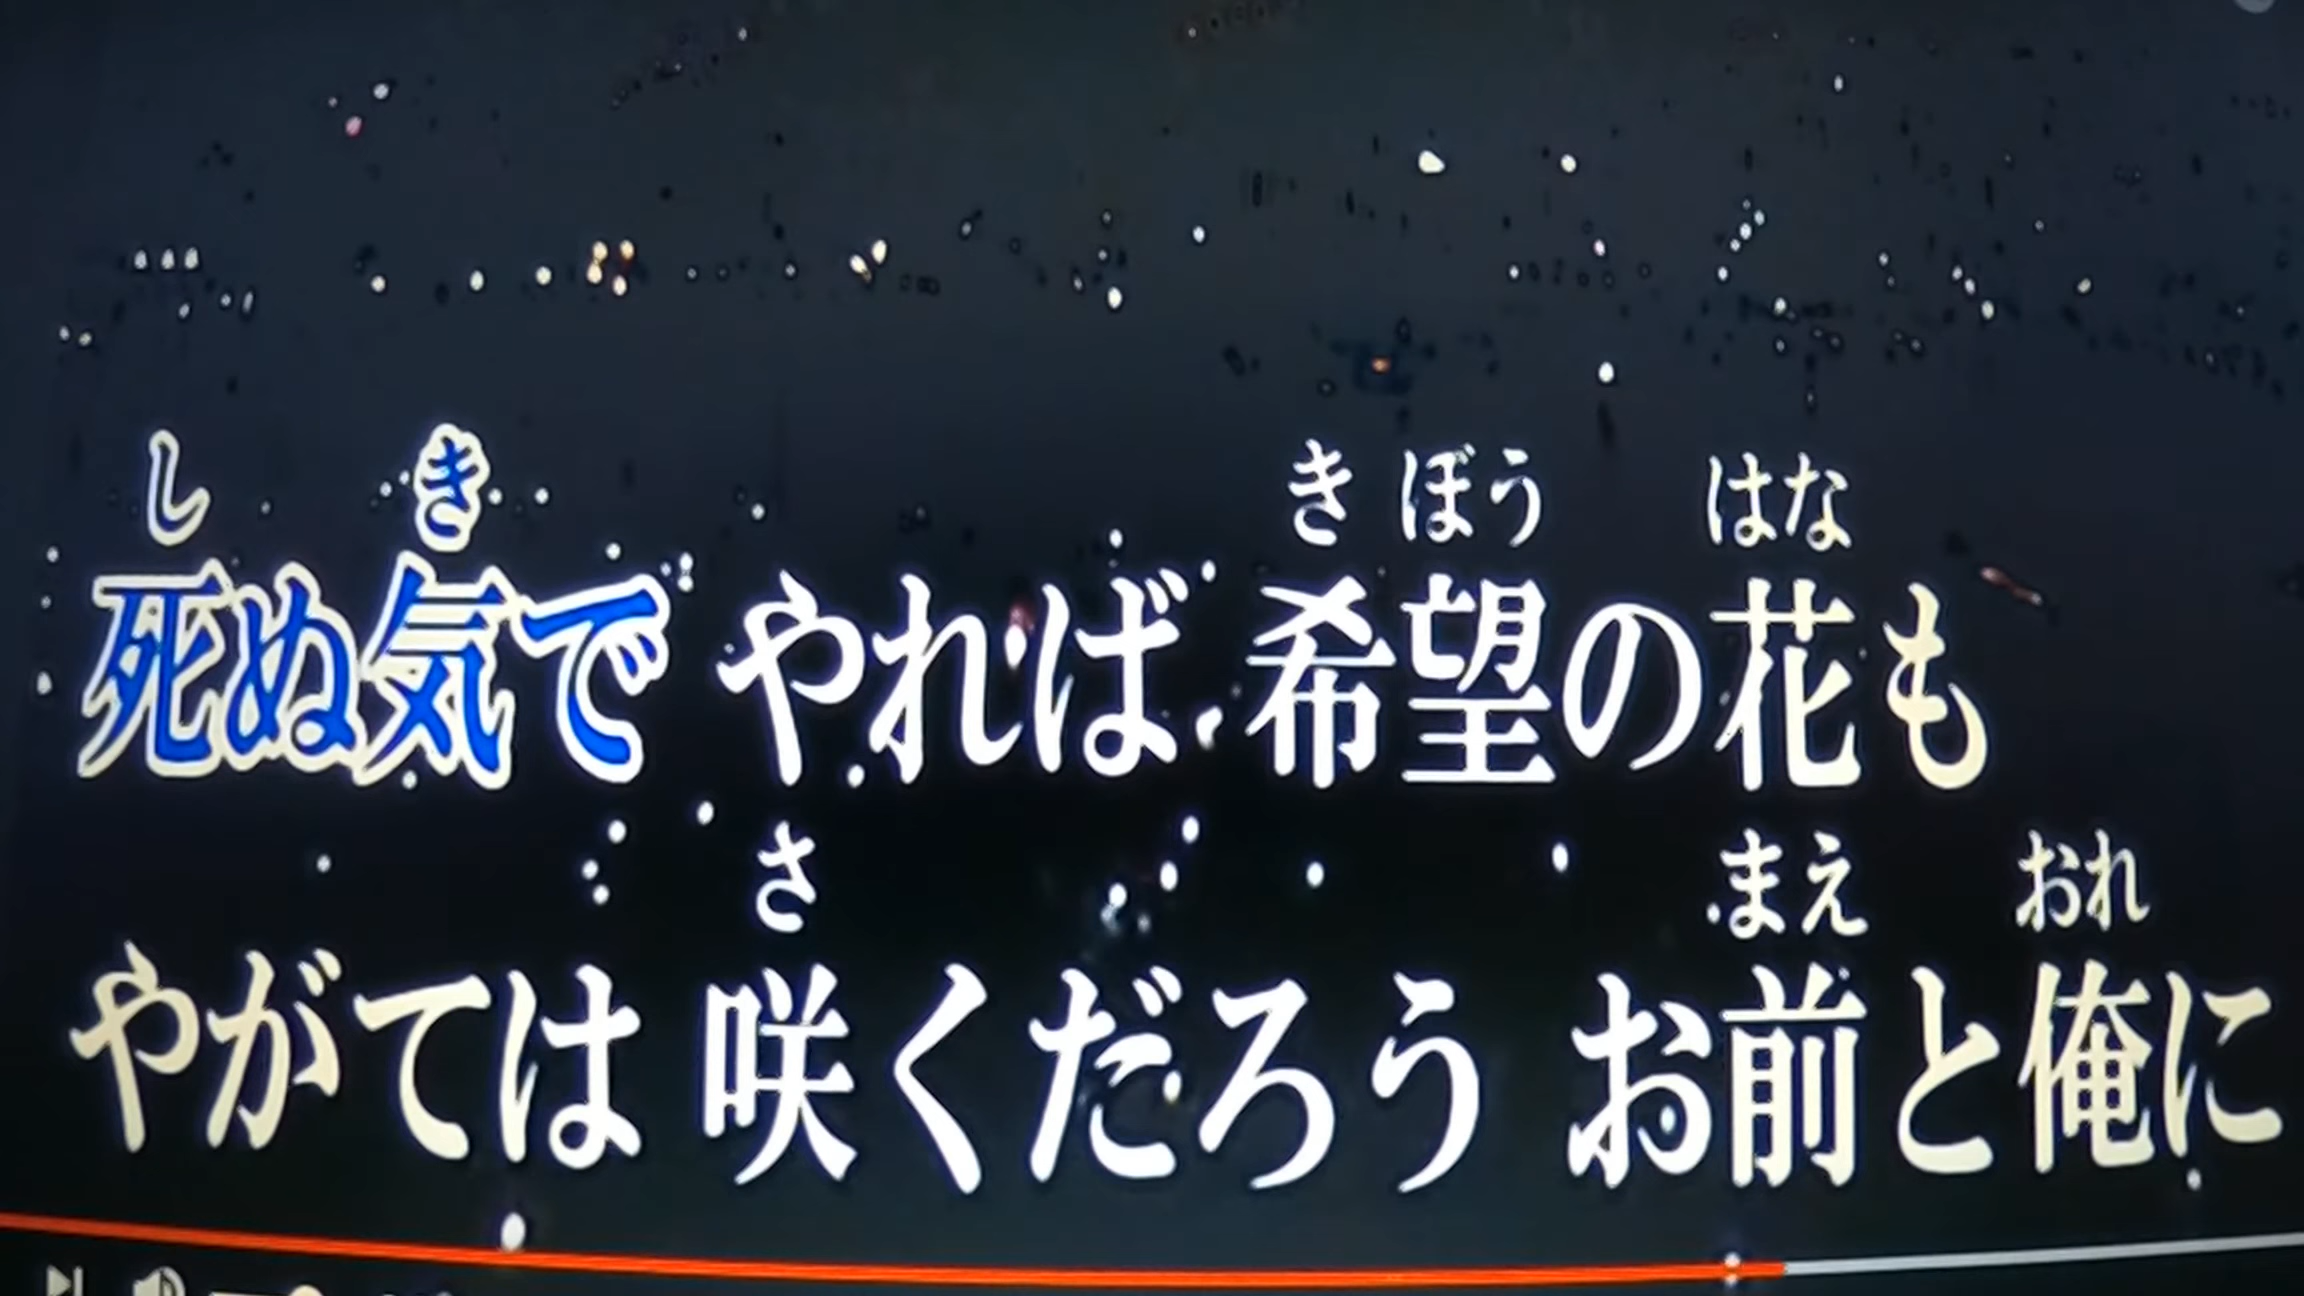 し き き ぼう はな
死ぬ気で やれば 希望の花も
さ まえ おれ
やがては 咲くだろう お前と俺に